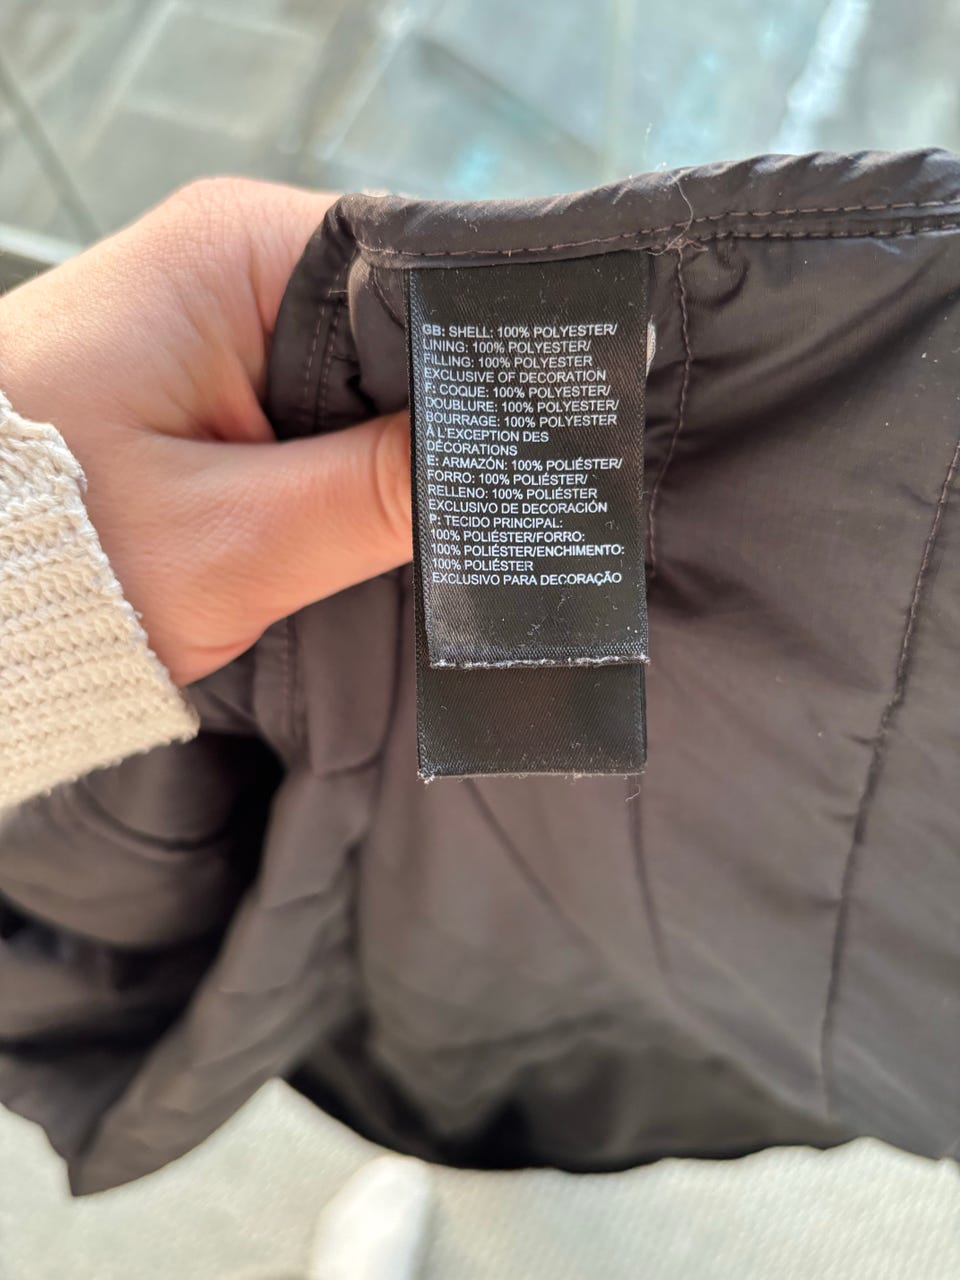 GB: SHELL: 100% POLYESTER/
LINING: 100% POLYESTER/
FILLING: 100% POLYESTER
EXCLUSIVE OF DECORATION
F: COQUE: 100% POLYESTER/
DOUBLURE: 100% POLYESTER/
BOURRAGE: 100% POLYESTER
À L'EXCEPTION DES
DÉCORATIONS
E: ARMAZÓN: 100% POLIÉSTER/
FORRO: 100% POLIÉSTER/
RELLENO: 100% POLIÉSTER
EXCLUSIVO DE DECORACIÓN
P: TECIDO PRINCIPAL:
100% POLIÉSTER/FORRO:
100% POLIÉSTER/ENCHIMENTO:
100% POLIÉSTER
EXCLUSIVO PARA DECORAÇÃO